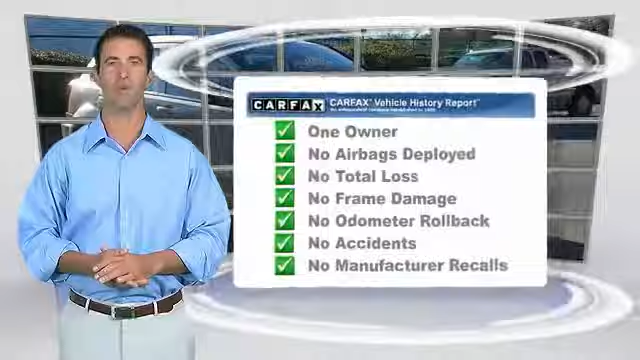 CARFAX CARFAX Vehicle History Report™
One Owner
No Airbags Deployed
No Total Loss
No Frame Damage
No Odometer Rollback
No Accidents
No Manufacturer Recalls